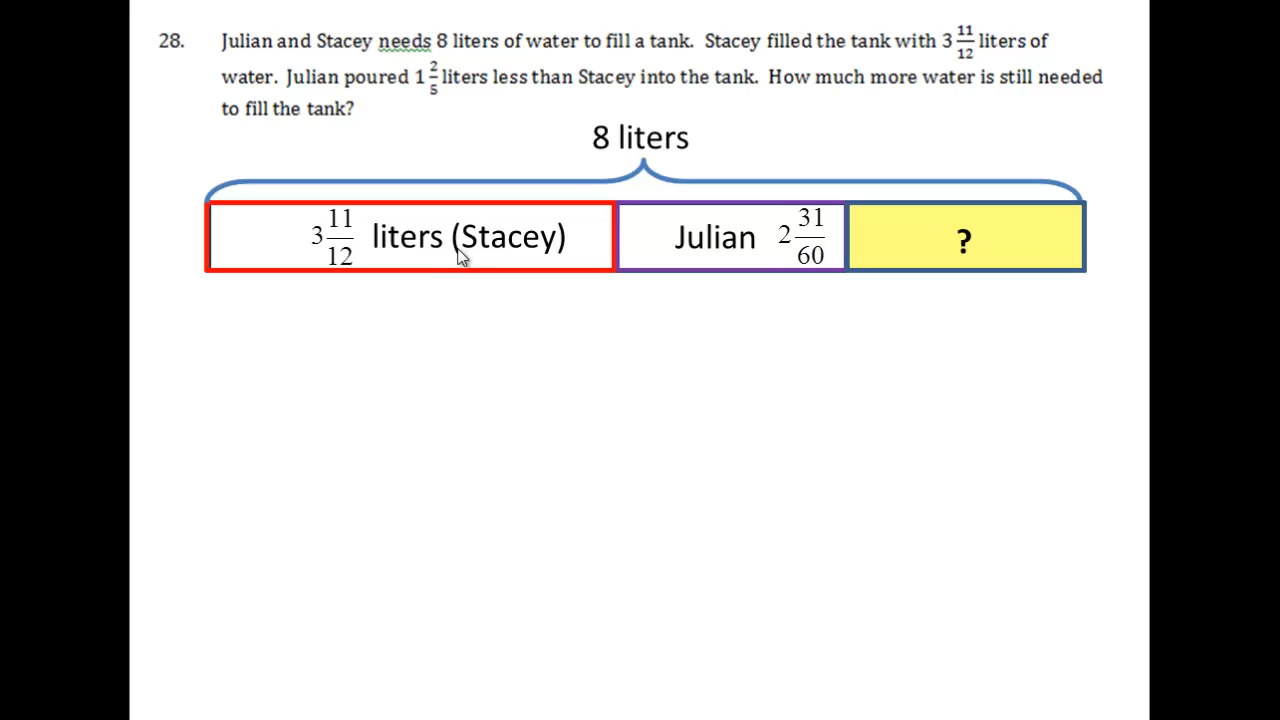 28. Julian and Stacey needs 8 liters of water to fill a tank. Stacey filled the tank with 3 11/12 liters of
water. Julian poured 1 2/5 liters less than Stacey into the tank. How much more water is still needed
to fill the tank?
8 liters
3 11/12 liters (Stacey) Julian 2 31/60 ?